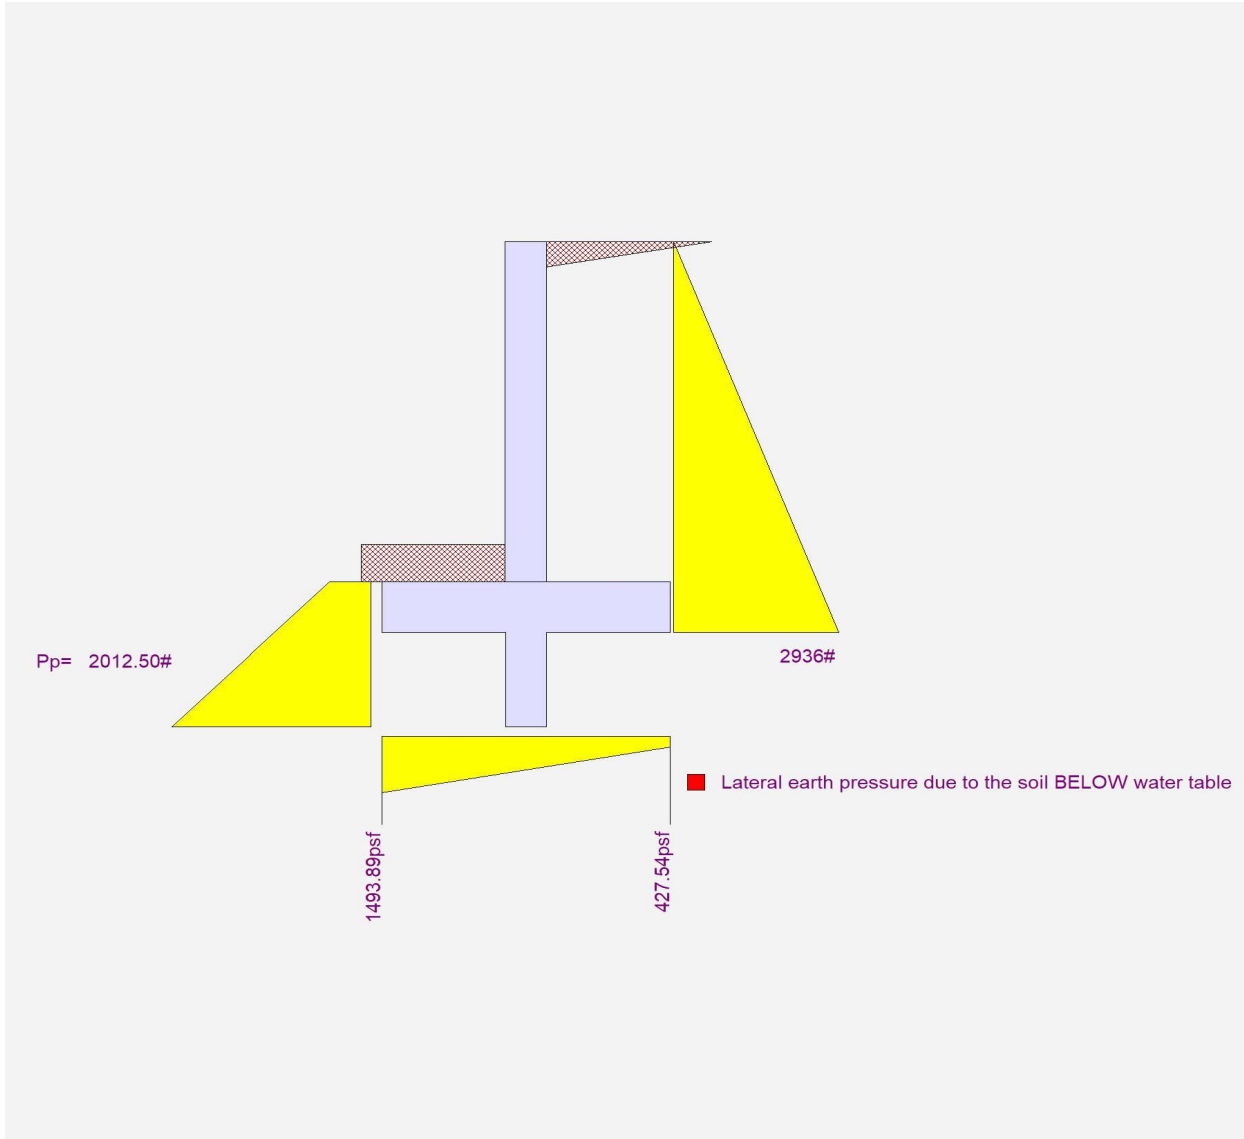 Pp= 2012.50#
2936#
Lateral earth pressure due to the soil BELOW water table
1493.89psf
427.54psf